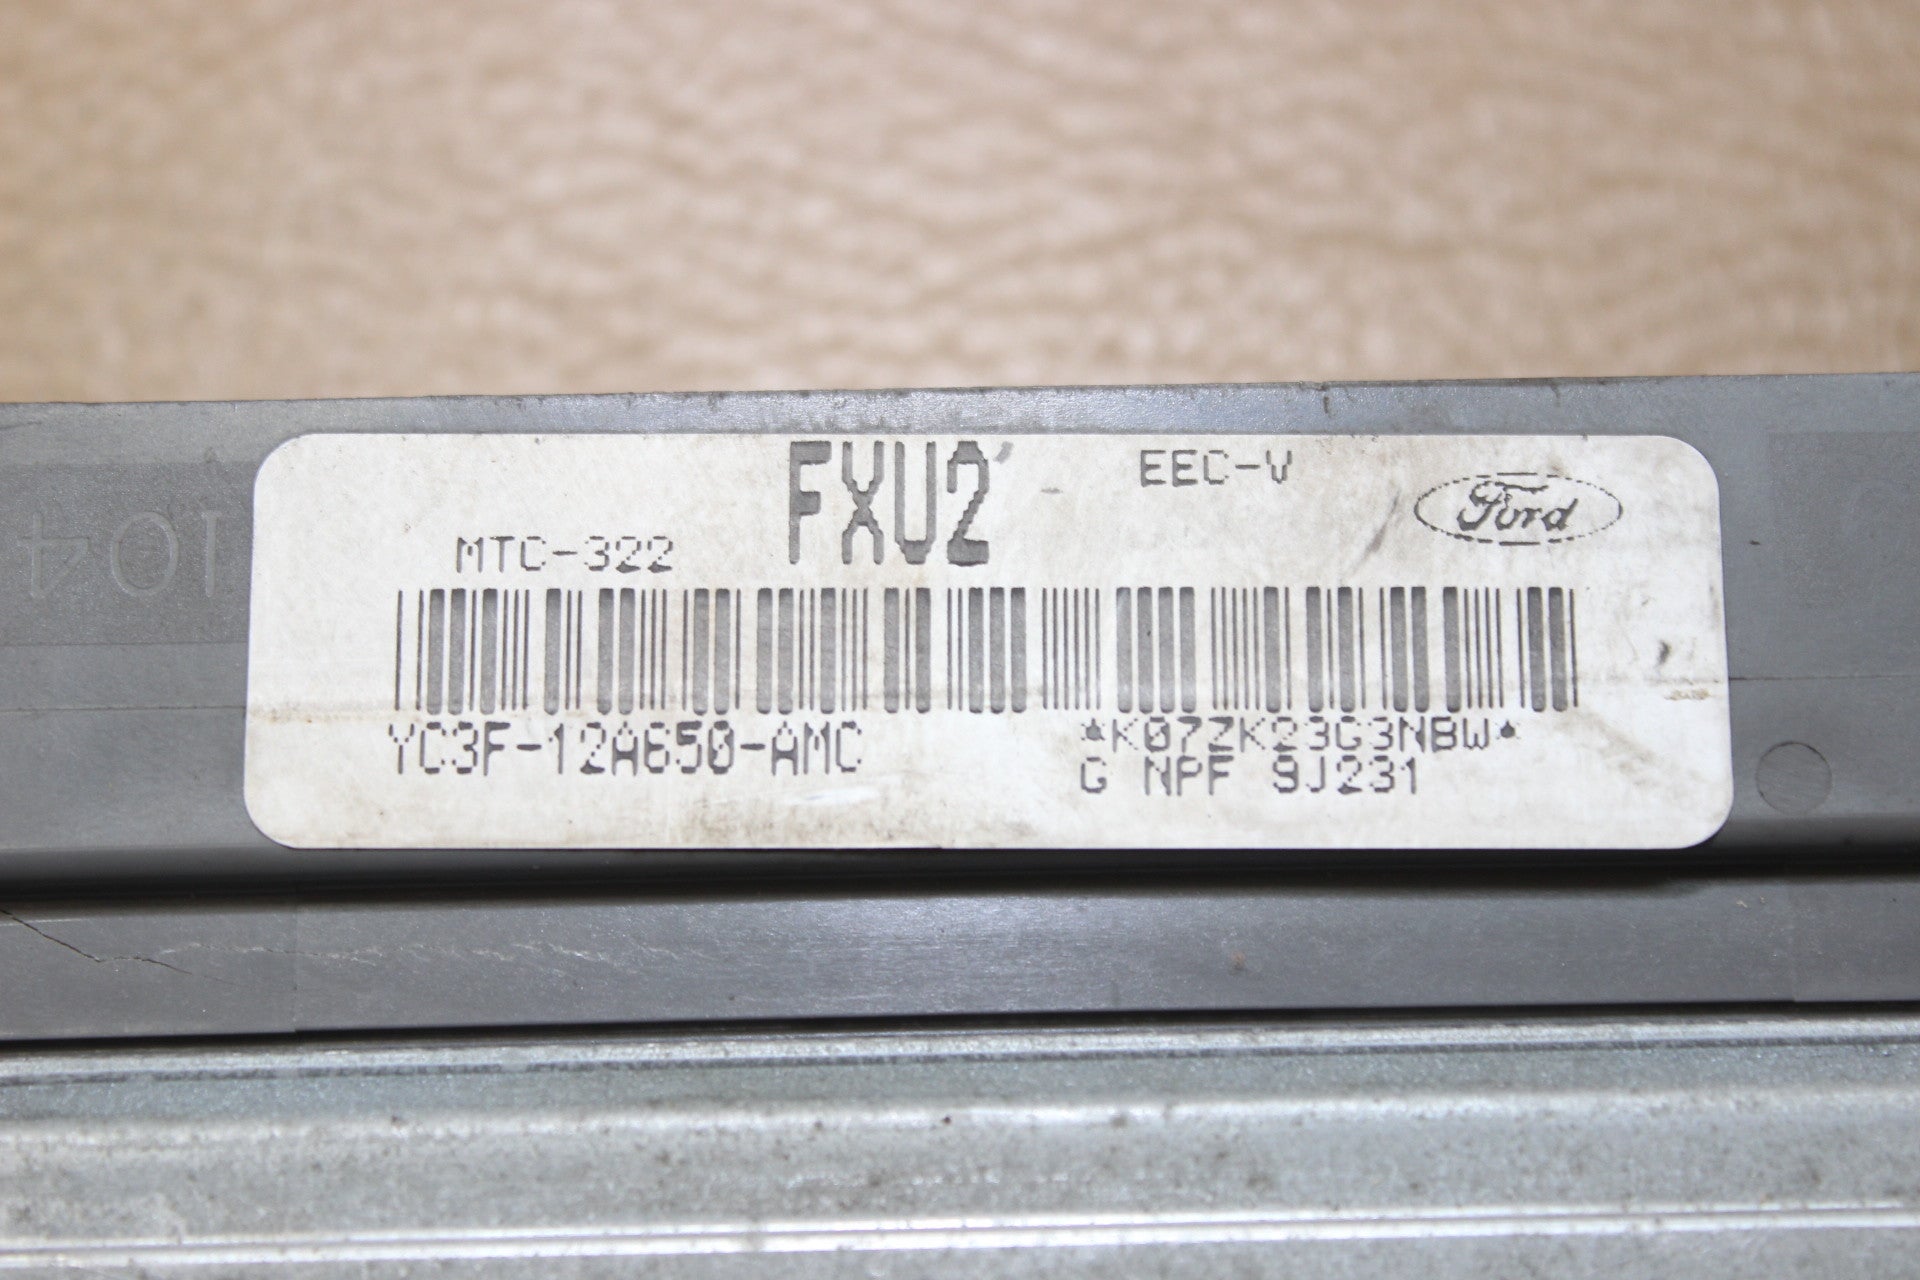 FXU2
EEC-V
Ford
MTC-322
104
YC3F-12A650-AMC
*K07ZK23G3NBW*
G NPF 9J231